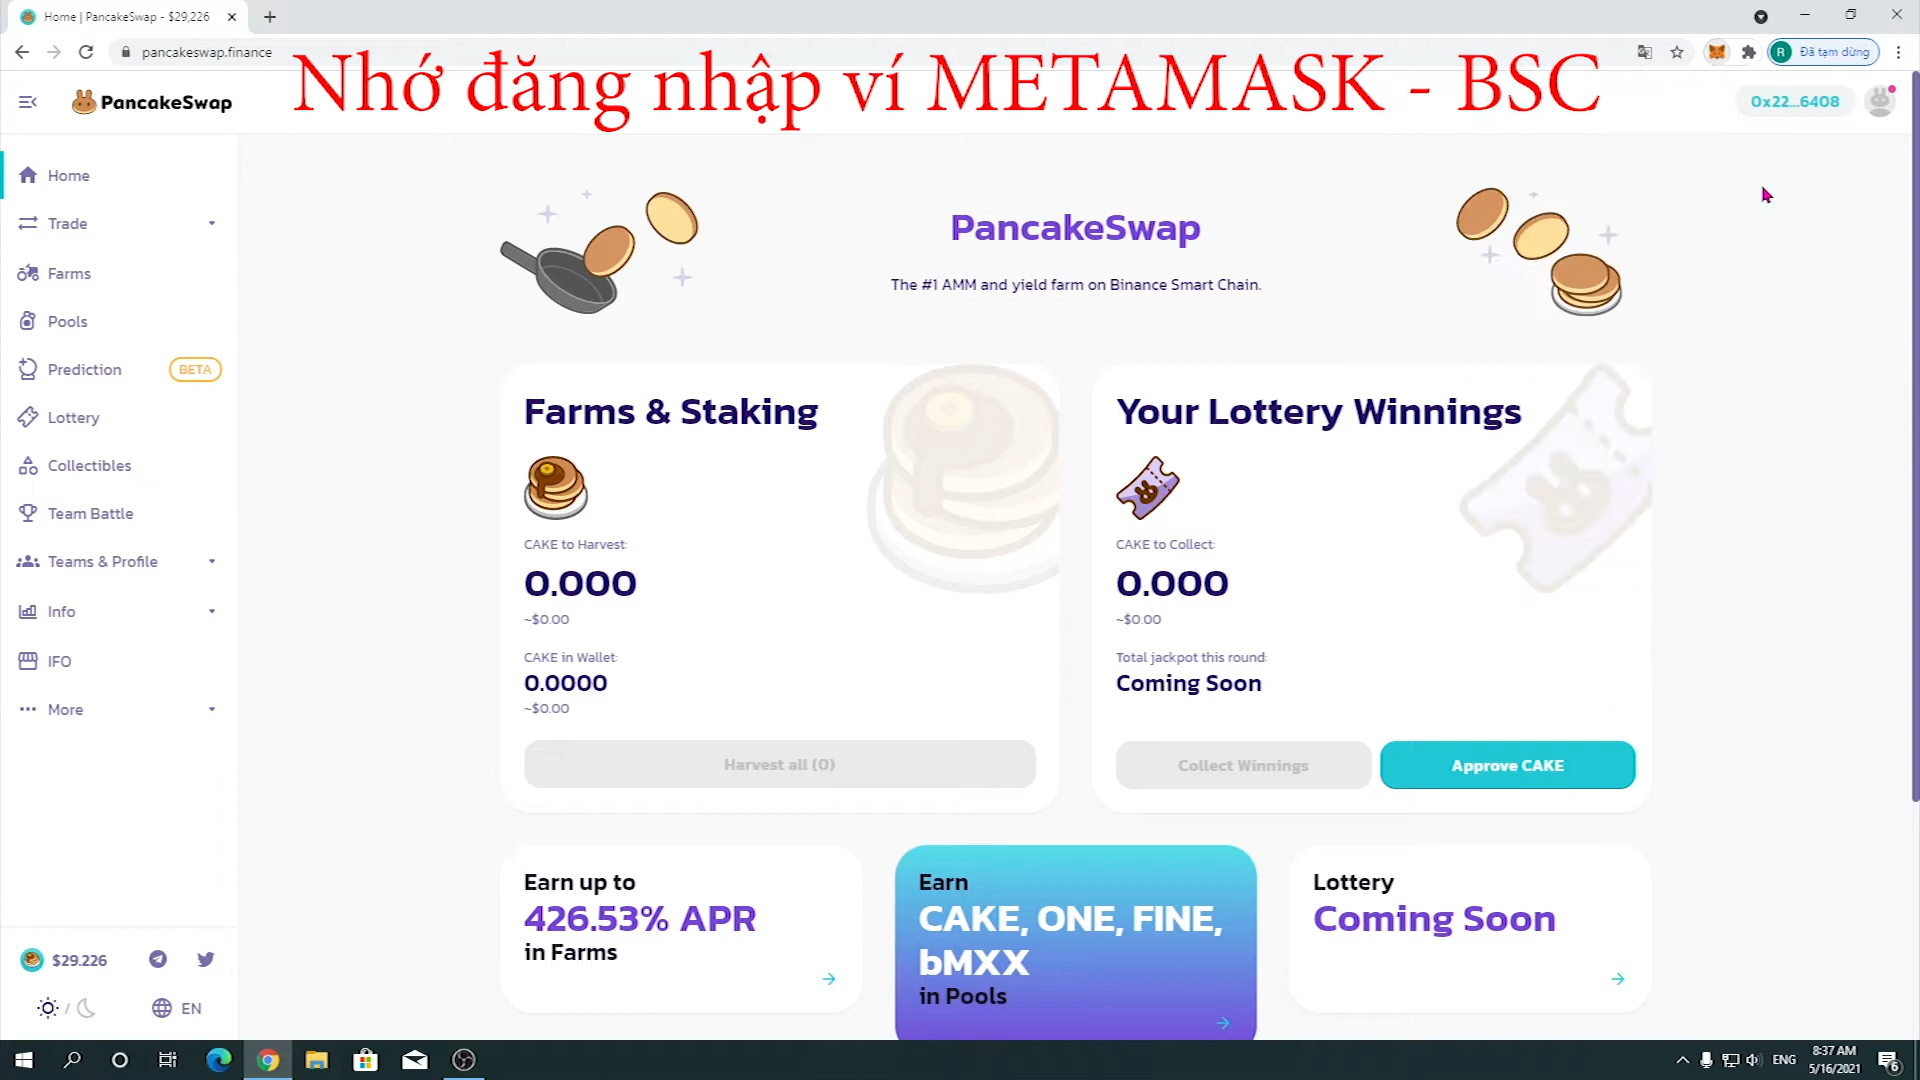 Home | PancakeSwap - $29,226
pancakeswap.finance
R
Đã tạm dừng
Nhớ đăng nhập ví METAMASK - BSC
PancakeSwap
0x22...6408
Home
Trade
Farms
Pools
Prediction
BETA
Lottery
Collectibles
Team Battle
Teams & Profile
Info
IFO
More
$29.226
EN
PancakeSwap
The #1 AMM and yield farm on Binance Smart Chain.
Farms & Staking
CAKE to Harvest:
0.000
~$0.00
CAKE in Wallet:
0.0000
~$0.00
Harvest all (0)
Your Lottery Winnings
CAKE to Collect:
0.000
~$0.00
Total jackpot this round:
Coming Soon
Collect Winnings
Approve CAKE
Earn up to
426.53% APR
in Farms
Earn
CAKE, ONE, FINE,
bMXX
in Pools
Lottery
Coming Soon
ENG
8:37 AM
5/16/2021
6